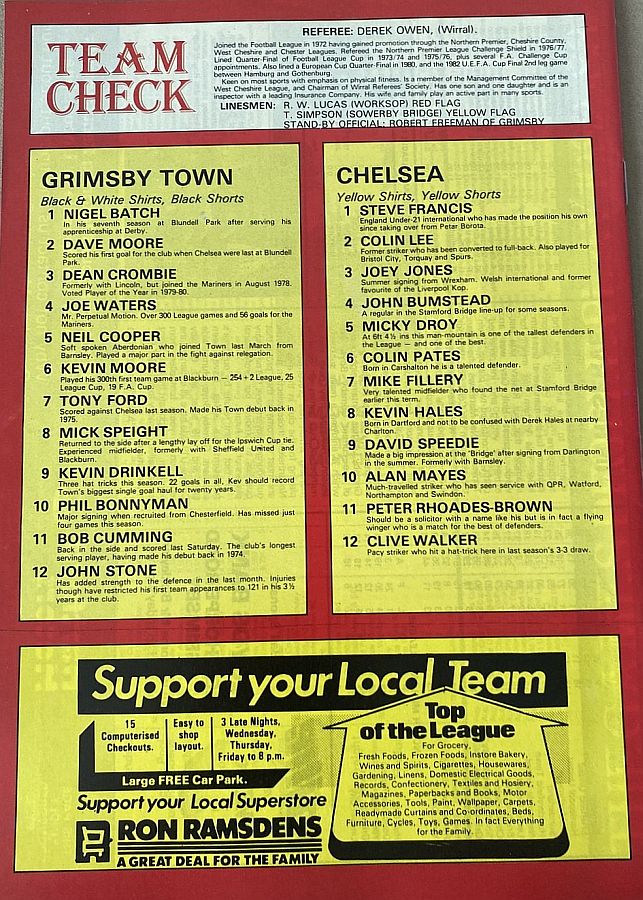 TEAM
CHECK
REFEREE: DEREK OWEN, (Wirral).
Joined the Football League in 1972 having gained promotion through the Northern Premier, Cheshire County,
West Cheshire and Chester Leagues. Refereed the Northern Premier League Challenge Shield in 1976/77.
Lined Quarter-Final of Football League Cup in 1973/74 and 1975/76, plus several F.A. Challenge Cup
appointments. Also lined a European Cup Quarter-Final in 1980, and the 1982 U.E.F.A. Cup Final 2nd leg game
between Hamburg and Gothenburg.
Keen on most sports with emphasis on physical fitness. Is a member of the Management Committee of the
West Cheshire League, and Chairman of Wirral Referees' Society. Has one son and one daughter and is an
inspector with a leading Insurance Company. His wife and family play an active part in many sports.
LINESMEN: R. W. LUCAS (WORKSOP) RED FLAG
T. SIMPSON (SOWERBY BRIDGE) YELLOW FLAG
STAND-BY OFFICIAL: ROBERT FREEMAN OF GRIMSBY
GRIMSBY TOWN
Black & White Shirts, Black Shorts
1 NIGEL BATCH
In his seventh season at Blundell Park after serving his
apprenticeship at Derby.
2 DAVE MOORE
Scored his first goal for the club when Chelsea were last at Blundell
Park.
3 DEAN CROMBIE
Formerly with Lincoln, but joined the Mariners in August 1978.
Voted Player of the Year in 1979-80.
4 JOE WATERS
Mr. Perpetual Motion. Over 300 League games and 56 goals for the
Mariners.
5 NEIL COOPER
Soft spoken Aberdonian who joined Town last March from
Barnsley. Played a major part in the fight against relegation.
6 KEVIN MOORE
Played his 300th first team game at Blackburn — 254 + 2 League, 25
League Cup, 19 F.A. Cup.
7 TONY FORD
Scored against Chelsea last season. Made his Town debut back in
1975.
8 MICK SPEIGHT
Returned to the side after a lengthy lay off for the Ipswich Cup tie.
Experienced midfielder, formerly with Sheffield United and
Blackburn.
9 KEVIN DRINKELL
Three hat tricks this season. 22 goals in all, Kev should record
Town's biggest single goal haul for twenty years.
10 PHIL BONNYMAN
Major signing when recruited from Chesterfield. Has missed just
four games this season.
11 BOB CUMMING
Back in the side and scored last Saturday. The club's longest
serving player, having made his debut back in 1974.
12 JOHN STONE
Has added strength to the defence in the last month. Injuries
though have restricted his first team appearances to 121 in his 3½
years at the club.
CHELSEA
Yellow Shirts, Yellow Shorts
1 STEVE FRANCIS
England Under-21 international who has made the position his own
since taking over from Petar Borota.
2 COLIN LEE
Former striker who has been converted to full-back. Also played for
Bristol City, Torquay and Spurs.
3 JOEY JONES
Summer signing from Wrexham. Welsh international and former
favourite of the Liverpool Kop.
4 JOHN BUMSTEAD
A regular in the Stamford Bridge line-up for some seasons.
5 MICKY DROY
At 6ft 4½ ins this man-mountain is one of the tallest defenders in
the League — and one of the best.
6 COLIN PATES
Born in Carshalton he is a talented defender.
7 MIKE FILLERY
Very talented midfielder who found the net at Stamford Bridge
earlier this term.
8 KEVIN HALES
Born in Dartford and not to be confused with Derek Hales at nearby
Charlton.
9 DAVID SPEEDIE
Made a big impression at the 'Bridge' after signing from Darlington
in the summer. Formerly with Barnsley.
10 ALAN MAYES
Much-travelled striker who has seen service with QPR, Watford,
Northampton and Swindon.
11 PETER RHOADES-BROWN
Should be a solicitor with a name like his but is in fact a flying
winger who is a match for the best of defenders.
12 CLIVE WALKER
Pacy striker who hit a hat-trick here in last season's 3-3 draw.
Support your Local Team
15
Computerised
Checkouts.
Easy to
shop
layout.
3 Late Nights,
Wednesday,
Thursday,
Friday to 8 p.m.
Large FREE Car Park.
Support your Local Superstore
RON RAMSDENS
A GREAT DEAL FOR THE FAMILY
Top
of the League
For Grocery,
Fresh Foods, Frozen Foods, Instore Bakery,
Wines and Spirits, Cigarettes, Housewares,
Gardening, Linens, Domestic Electrical Goods,
Records, Confectionery, Textiles and Hosiery,
Magazines, Paperbacks and Books, Motor
Accessories, Tools, Paint, Wallpaper, Carpets,
Readymade Curtains and Co-ordinates, Beds,
Furniture, Cycles, Toys, Games. In fact Everything
for the Family.